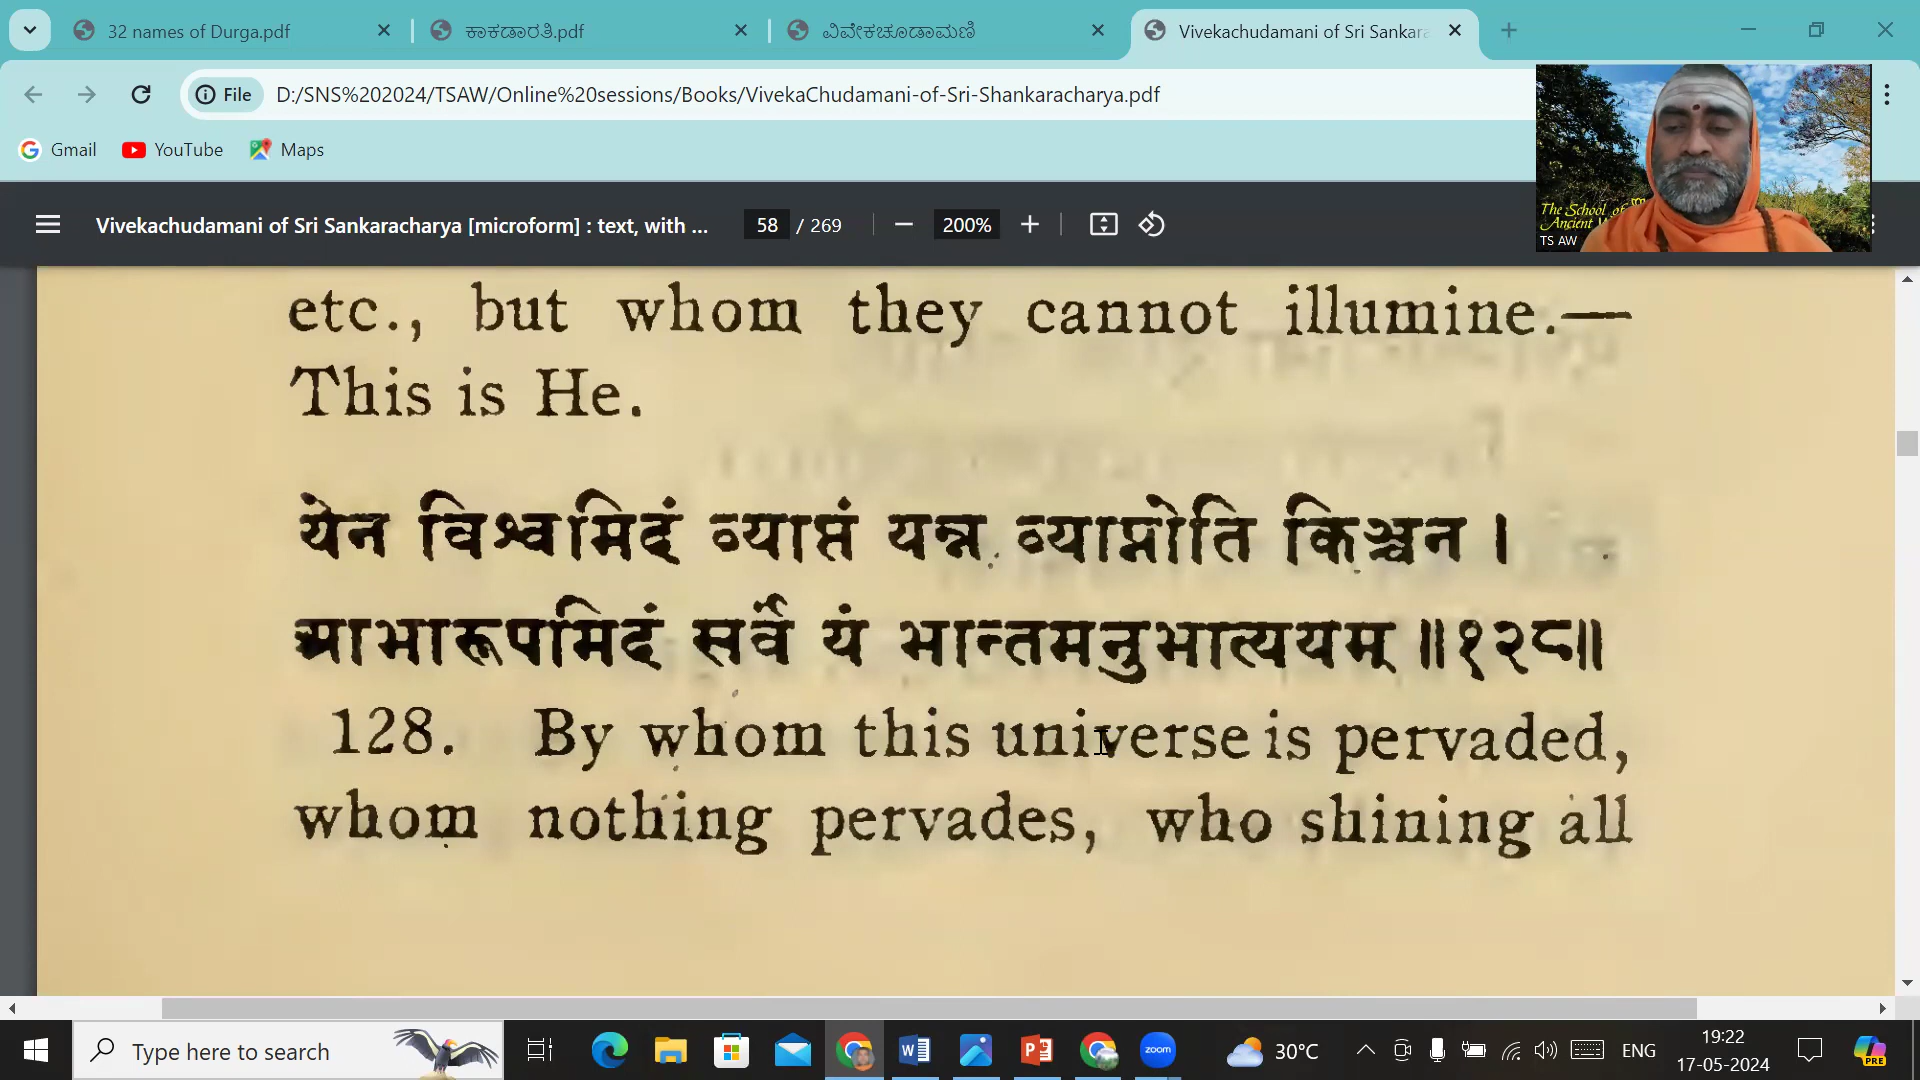 32 names of Durga.pdf
ಕಾಕಡಾರತಿ.pdf
ವಿವೇಕಚೂಡಾಮಣಿ
Vivekachudamani of Sri Sankara
File D:/SNS%202024/TSAW/Online%20sessions/Books/VivekaChudamani-of-Sri-Shankaracharya.pdf
Gmail YouTube Maps
Vivekachudamani of Sri Sankaracharya [microform] : text, with ... 58 / 269 200%
The School of
Ancient W
TS AW
etc., but whom they cannot illumine.—
This is He.
येन विश्वमिदं व्याप्तं यन्न व्याप्नोति किञ्चन ।
आभारूपमिदं सर्वं यं भान्तमनुभात्ययम् ॥१२८॥
128. By whom this universe is pervaded,
whom nothing pervades, who shining all
Type here to search
zoom
30°C
ENG
19:22
17-05-2024
PRE